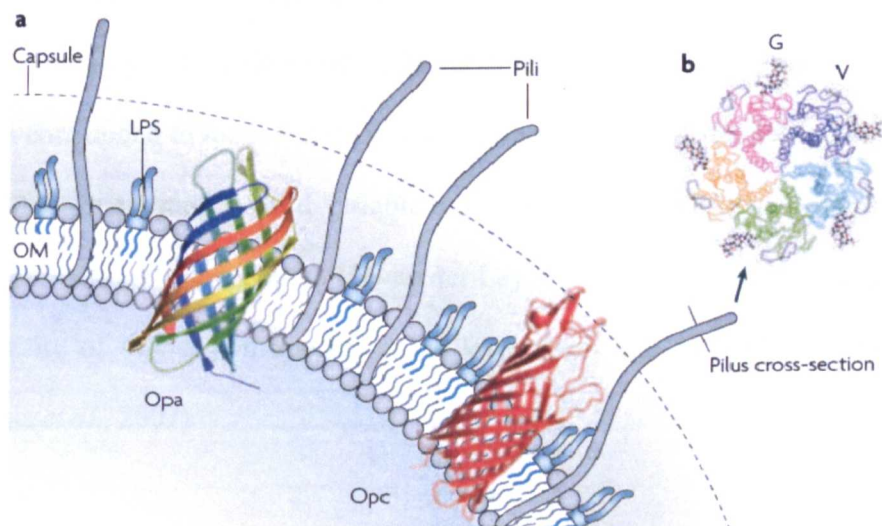 a
Capsule
LPS
Pili
b
G
V
OM
Opa
Opc
Pilus cross-section